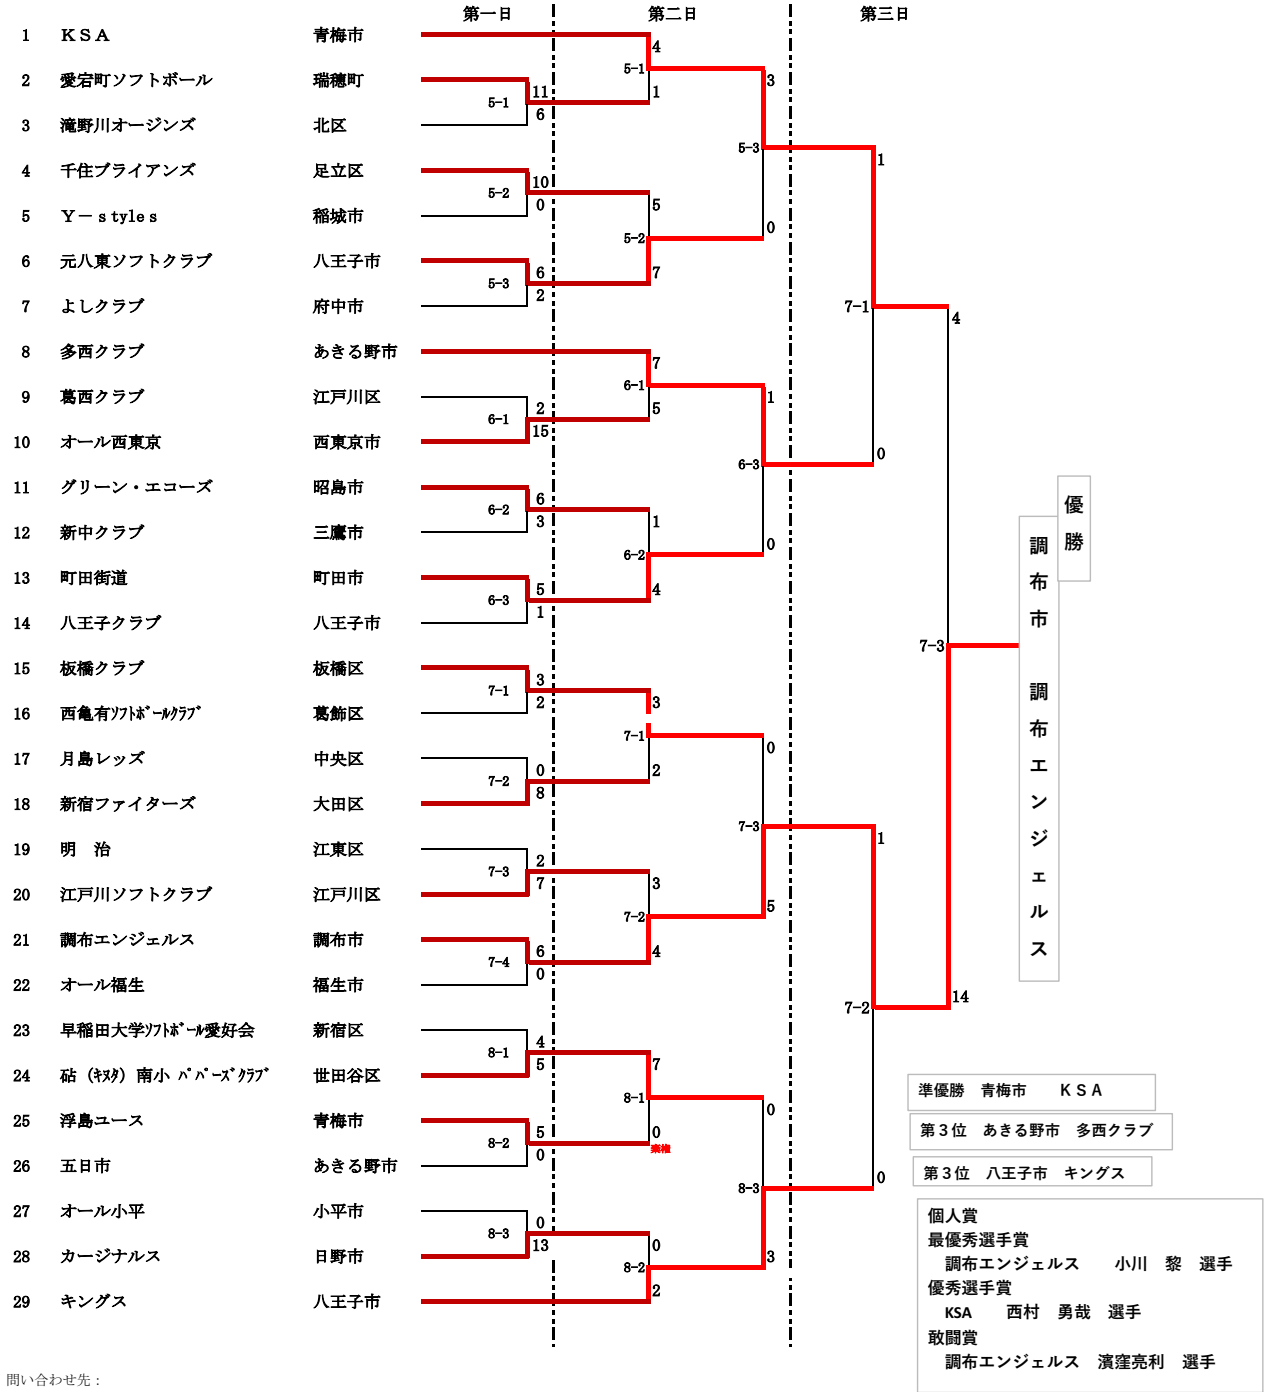 第一日 第二日 第三日
1 ＫＳＡ 青梅市
2 愛宕町ソフトボール 瑞穂町
3 滝野川オージンズ 北区
4 千住ブライアンズ 足立区
5 Ｙ－ｓｔｙｌｅｓ 稲城市
6 元八東ソフトクラブ 八王子市
7 よしクラブ 府中市
8 多西クラブ あきる野市
9 葛西クラブ 江戸川区
10 オール西東京 西東京市
11 グリーン・エコーズ 昭島市
12 新中クラブ 三鷹市
13 町田街道 町田市
14 八王子クラブ 八王子市
15 板橋クラブ 板橋区
16 西亀有ｿﾌﾄﾎﾞｰﾙｸﾗﾌﾞ 葛飾区
17 月島レッズ 中央区
18 新宿ファイターズ 大田区
19 明　治 江東区
20 江戸川ソフトクラブ 江戸川区
21 調布エンジェルス 調布市
22 オール福生 福生市
23 早稲田大学ｿﾌﾄﾎﾞｰﾙ愛好会 新宿区
24 砧（ｷﾇﾀ）南小 ﾊﾟﾊﾟｰｽﾞｸﾗﾌﾞ 世田谷区
25 浮島ユース 青梅市
26 五日市 あきる野市
27 オール小平 小平市
28 カージナルス 日野市
29 キングス 八王子市
5-1 11 6
5-2 10 0
5-3 6 2
6-1 2 15
6-2 6 3
6-3 5 1
7-1 3 2
7-2 0 8
7-3 2 7
7-4 6 0
8-1 4 5
8-2 5 0
8-3 0 13
5-1 4 1
5-2 5 7
6-1 7 5
6-2 1 4
7-1 3 2
7-2 3 4
8-1 7 0
棄権
8-2 0 2
5-3 3 0
6-3 1 0
7-3 0 5
8-3 0 3
7-1 1 0
7-2 1 0
7-3 4 14
優勝
調布市　調布エンジェルス
準優勝　青梅市　ＫＳＡ
第３位　あきる野市　多西クラブ
第３位　八王子市　キングス
個人賞
最優秀選手賞
調布エンジェルス　小川　黎　選手
優秀選手賞
KSA　西村　勇哉　選手
敢闘賞
調布エンジェルス　濱窪亮利　選手
問い合わせ先：